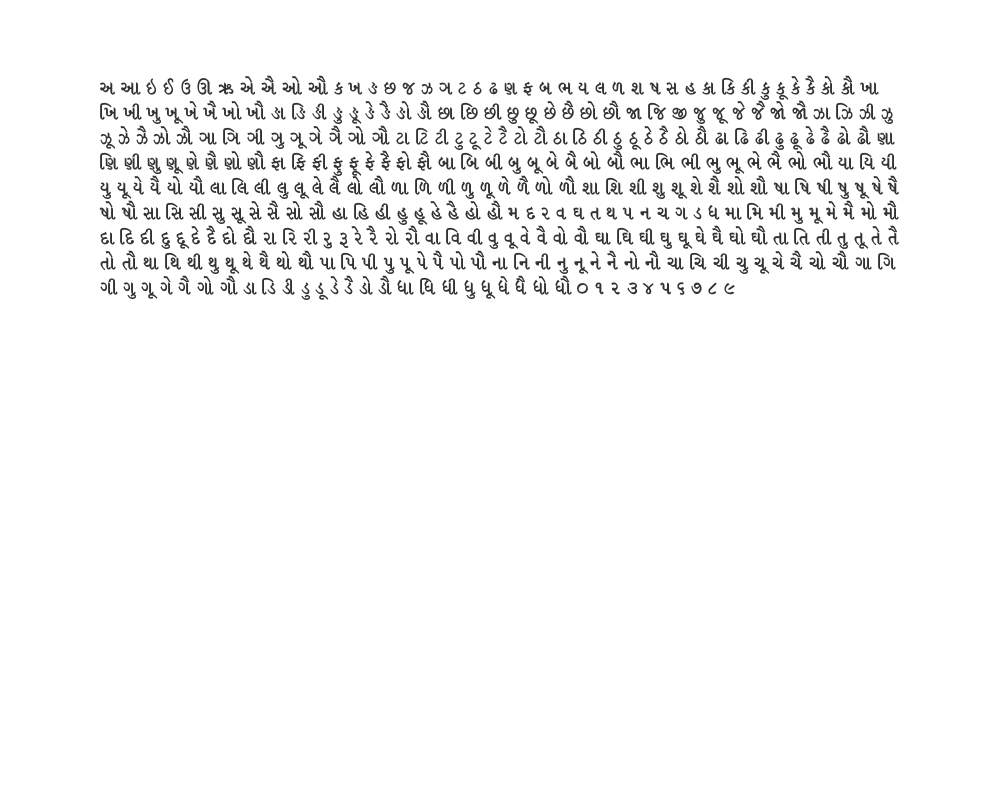 અ આ ઇ ઈ ઉ ઊ ઋ એ ઐ ઓ ઔ ક ખ ઙ છ જ ઝ ઞ ટ ઠ ઢ ણ ફ બ ભ ય લ ળ શ ષ સ હ કા કિ કી કુ કૂ કે કૈ કો કૌ ખા
ખિ ખી ખુ ખૂ ખે ખૈ ખો ખૌ ઙા ઙિ ઙી ઙુ ઙૂ ઙે ઙૈ ઙો ઙૌ છા છિ છી છુ છૂ છે છૈ છો છૌ જા જિ જી જુ જૂ જે જૈ જો જૌ ઝા ઝિ ઝી ઝુ
ઝૂ ઝે ઝૈ ઝો ઝૌ ઞા ઞિ ઞી ઞુ ઞૂ ઞે ઞૈ ઞો ઞૌ ટા ટિ ટી ટુ ટૂ ટે ટૈ ટો ટૌ ઠા ઠિ ઠી ઠુ ઠૂ ઠે ઠૈ ઠો ઠૌ ઢા ઢિ ઢી ઢુ ઢૂ ઢે ઢૈ ઢો ઢૌ ણા
ણિ ણી ણુ ણૂ ણે ણૈ ણો ણૌ ફા ફિ ફી ફુ ફૂ ફે ફૈ ફો ફૌ બા બિ બી બુ બૂ બે બૈ બો બૌ ભા ભિ ભી ભુ ભૂ ભે ભૈ ભો ભૌ યા યિ યી
યુ યૂ યે યૈ યો યૌ લા લિ લી લુ લૂ લે લૈ લો લૌ ળા ળિ ળી ળુ ળૂ ળે ળૈ ળો ળૌ શા શિ શી શુ શૂ શે શૈ શો શૌ ષા ષિ ષી ષુ ષૂ ષે ષૈ
ષો ષૌ સા સિ સી સુ સૂ સે સૈ સો સૌ હા હિ હી હુ હૂ હે હૈ હો હૌ મ દ ર વ ઘ ત થ પ ન ચ ગ ડ ધ મા મિ મી મુ મૂ મે મૈ મો મૌ
દા દિ દી દુ દૂ દે દૈ દો દૌ રા રિ રી રુ રૂ રે રૈ રો રૌ વા વિ વી વુ વૂ વે વૈ વો વૌ ઘા ઘિ ઘી ઘુ ઘૂ ઘે ઘૈ ઘો ઘૌ તા તિ તી તુ તૂ તે તૈ
તો તૌ થા થિ થી થુ થૂ થે થૈ થો થૌ પા પિ પી પુ પૂ પે પૈ પો પૌ ના નિ ની નુ નૂ ને નૈ નો નૌ ચા ચિ ચી ચુ ચૂ ચે ચૈ ચો ચૌ ગા ગિ
ગી ગુ ગૂ ગે ગૈ ગો ગૌ ડા ડિ ડી ડુ ડૂ ડે ડૈ ડો ડૌ ધા ધિ ધી ધુ ધૂ ધે ધૈ ધો ધૌ ૦ ૧ ૨ ૩ ૪ ૫ ૬ ૭ ૮ ૯